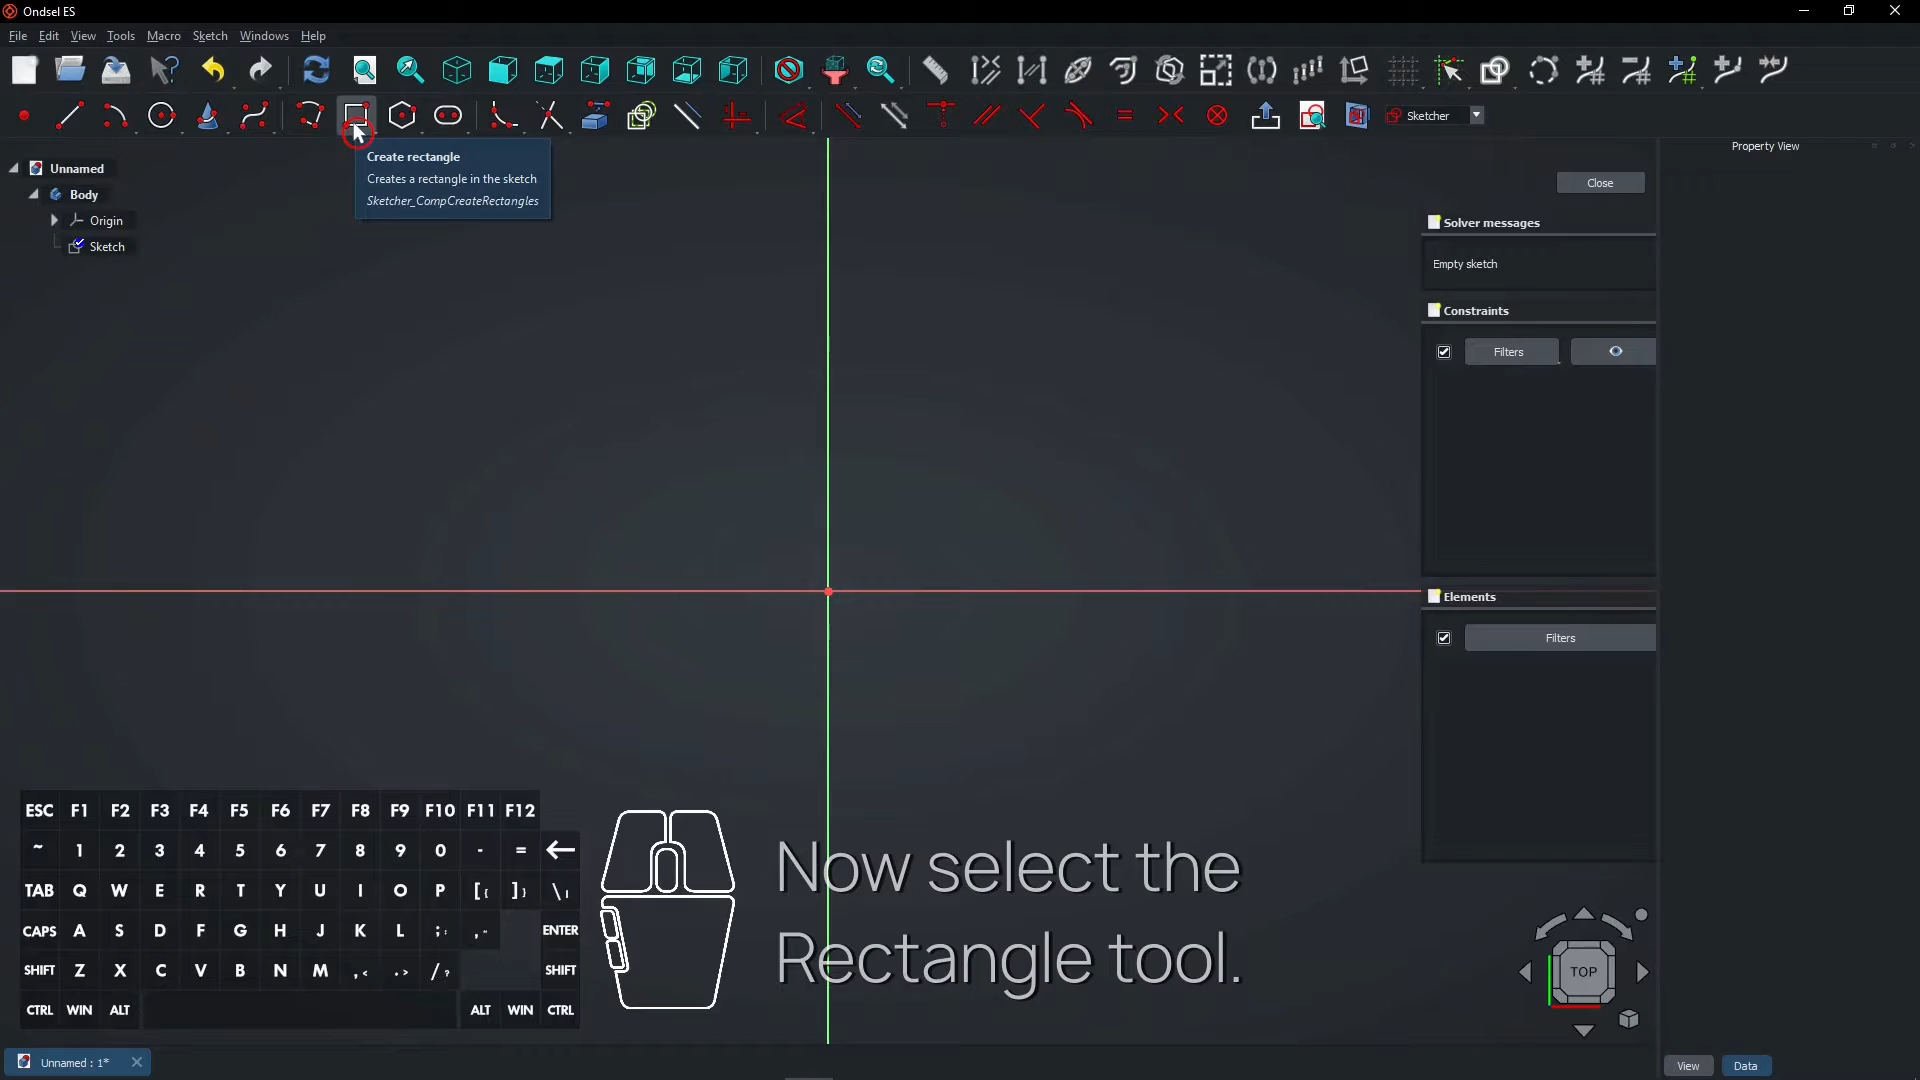 Ondsel ES
File Edit View Tools Macro Sketch Windows Help
Sketcher
Create rectangle
Creates a rectangle in the sketch
Sketcher_CompCreateRectangles
Unnamed
Body
Origin
Sketch
Property View
Close
Solver messages
Empty sketch
Constraints
Filters
Elements
Filters
ESC F1 F2 F3 F4 F5 F6 F7 F8 F9 F10 F11 F12
~ 1 2 3 4 5 6 7 8 9 0 - =
TAB Q W E R T Y U I O P [{ ]} \|
CAPS A S D F G H J K L ;: ," ENTER
SHIFT Z X C V B N M ,< .> /? SHIFT
CTRL WIN ALT ALT WIN CTRL
Now select the
Rectangle tool.
TOP
Unnamed : 1*
View Data